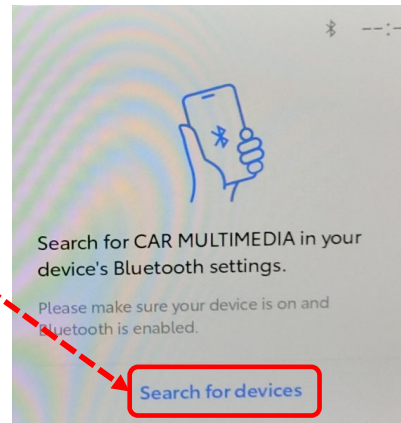 --:-
Search for CAR MULTIMEDIA in your
device's Bluetooth settings.
Please make sure your device is on and
Bluetooth is enabled.
Search for devices